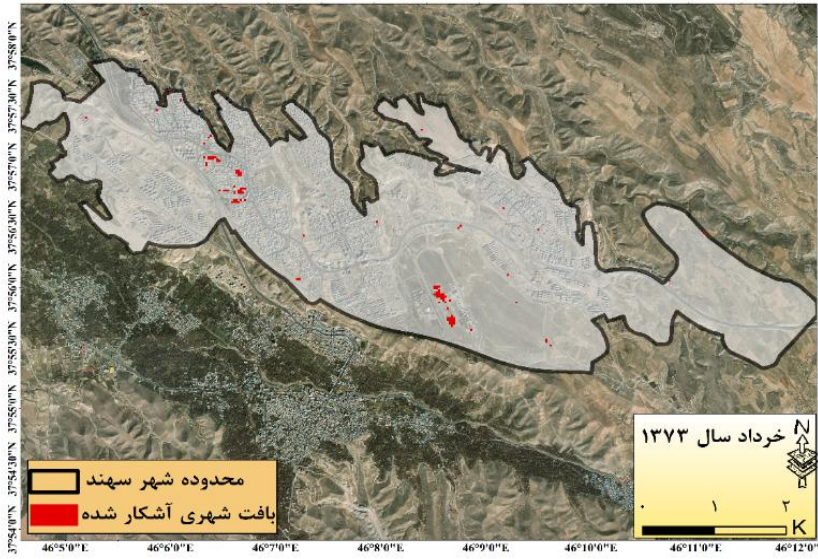 37°58'0"N
37°57'30"N
37°57'0"N
37°56'30"N
37°56'0"N
37°55'30"N
37°55'0"N
37°54'30"N
37°54'0"N
خرداد سال ۱۳۷۳
N
۰ ۱ ۲
K
محدوده شهر سهند
بافت شهری آشکار شده
46°5'0"E 46°6'0"E 46°7'0"E 46°8'0"E 46°9'0"E 46°10'0"E 46°11'0"E 46°12'0"